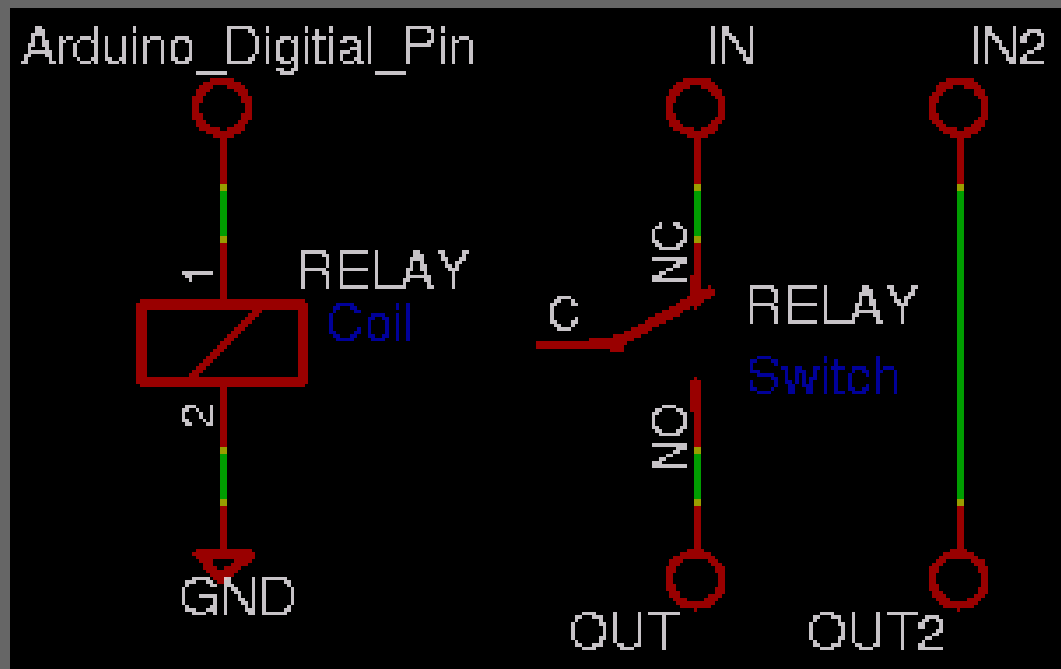 Arduino_Digitial_Pin
IN
IN2
1
RELAY
Coil
2
GND
NC
C
RELAY
Switch
NO
OUT
OUT2